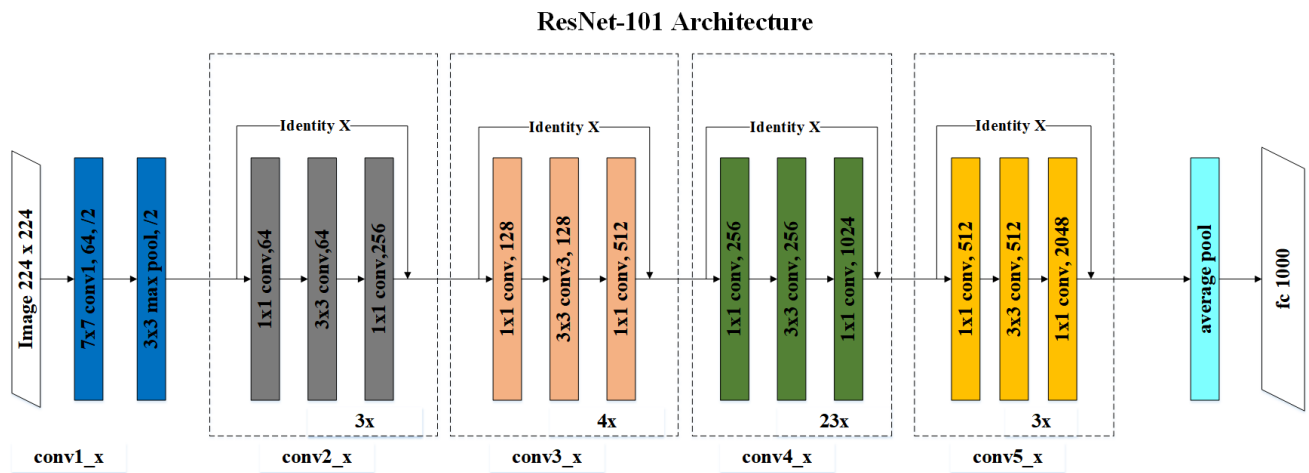 ResNet-101 Architecture
Image 224 x 224
7x7 conv1, 64, /2
3x3 max pool, /2
conv1_x
Identity X
1x1 conv,64
3x3 conv,64
1x1 conv,256
3x
conv2_x
Identity X
1x1 conv, 128
3x3 conv3, 128
1x1 conv, 512
4x
conv3_x
Identity X
1x1 conv, 256
3x3 conv, 256
1x1 conv, 1024
23x
conv4_x
Identity X
1x1 conv, 512
3x3 conv, 512
1x1 conv, 2048
3x
conv5_x
average pool
fc 1000